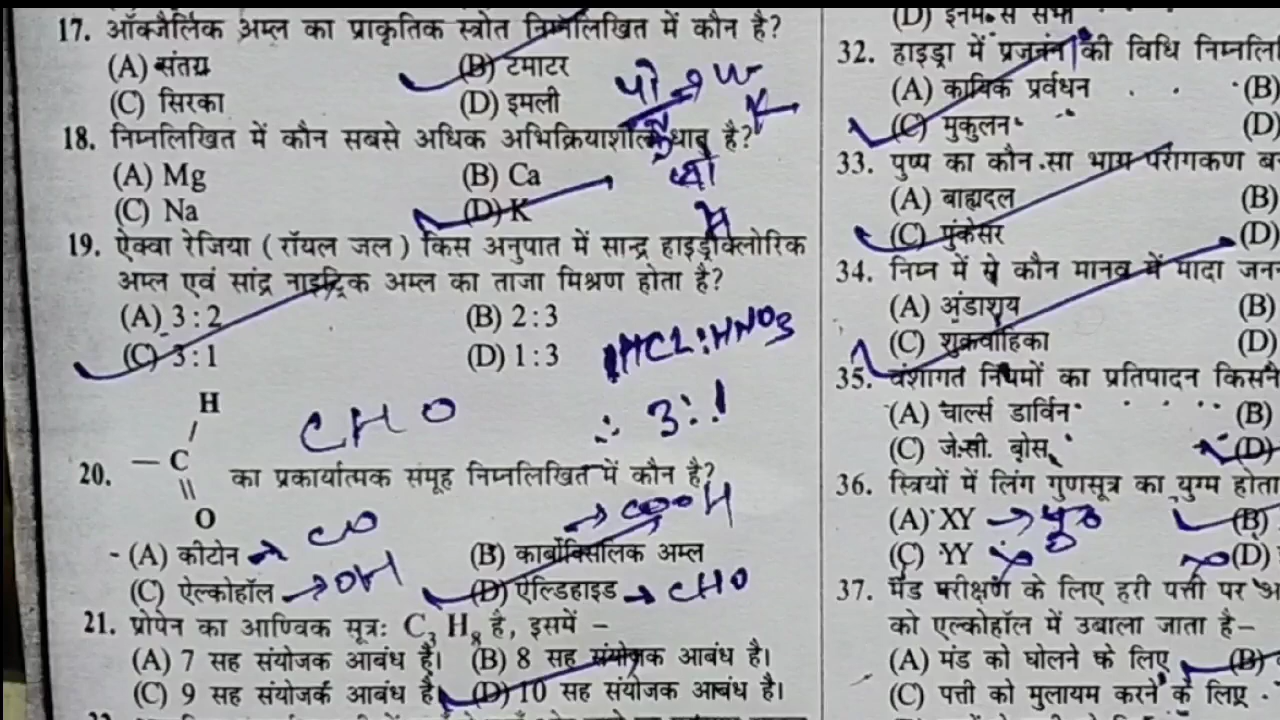 17. ऑक्जैलिक अम्ल का प्राकृतिक स्त्रोत निम्नलिखित में कौन है?
(A) संतरा (B) टमाटर
(C) सिरका (D) इमली
18. निम्नलिखित में कौन सबसे अधिक अभिक्रियाशील धातु है?
(A) Mg (B) Ca
(C) Na (D) K
19. ऐक्वा रेजिया (रॉयल जल) किस अनुपात में सान्द्र हाइड्रोक्लोरिक
अम्ल एवं सांद्र नाइट्रिक अम्ल का ताजा मिश्रण होता है?
(A) 3 : 2 (B) 2 : 3
(C) 3 : 1 (D) 1 : 3
HCL : HNO3
∴ 3 : 1
CHO
H
/
20. – C का प्रकार्यात्मक समूह निम्नलिखित में कौन है?
\\
O
(A) कीटोन → CO (B) कार्बोक्सिलिक अम्ल → COOH
(C) ऐल्कोहॉल → OH (D) ऐल्डिहाइड → CHO
21. प्रोपेन का आण्विक सूत्रः C3 H8 है, इसमें –
(A) 7 सह संयोजक आबंध है। (B) 8 सह संयोजक आबंध है।
(C) 9 सह संयोजक आबंध है। (D) 10 सह संयोजक आबंध है।
(D) इनमें से सभी
32. हाइड्रा में प्रजनन की विधि निम्नलि
(A) कायिक प्रर्वधन (B)
(C) मुकुलन (D)
33. पुष्प का कौन सा भाग परागकण ब
(A) बाह्यदल (B)
(C) पुंकेसर (D)
34. निम्न में से कौन मानव में मादा जन
(A) अंडाशय (B)
(C) शुक्रवाहिका (D)
35. वंशागत नियमों का प्रतिपादन किसने
(A) चार्ल्स डार्विन (B)
(C) जे.सी. बोस (D)
36. स्त्रियों में लिंग गुणसूत्र का युग्म होता
(A) XY (B)
(C) YY (D)
37. मंड परीक्षण के लिए हरी पत्ती पर
को एल्कोहॉल में उबाला जाता है–
(A) मंड को घोलने के लिए (B)
(C) पत्ती को मुलायम करने के लिए